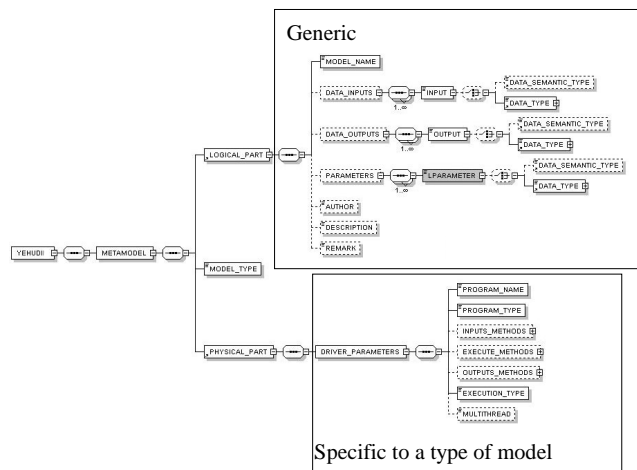 Generic
MODEL_NAME
DATA_SEMANTIC_TYPE
DATA_INPUTS
INPUT
1..∞
DATA_TYPE
DATA_SEMANTIC_TYPE
DATA_OUTPUTS
OUTPUT
1..∞
DATA_TYPE
LOGICAL_PART
DATA_SEMANTIC_TYPE
PARAMETERS
LPARAMETER
1..∞
DATA_TYPE
AUTHOR
DESCRIPTION
REMARK
YEHUDII
METAMODEL
MODEL_TYPE
PROGRAM_NAME
PROGRAM_TYPE
INPUTS_METHODS
PHYSICAL_PART
DRIVER_PARAMETERS
EXECUTE_METHODS
OUTPUTS_METHODS
EXECUTION_TYPE
MULTITHREAD
Specific to a type of model